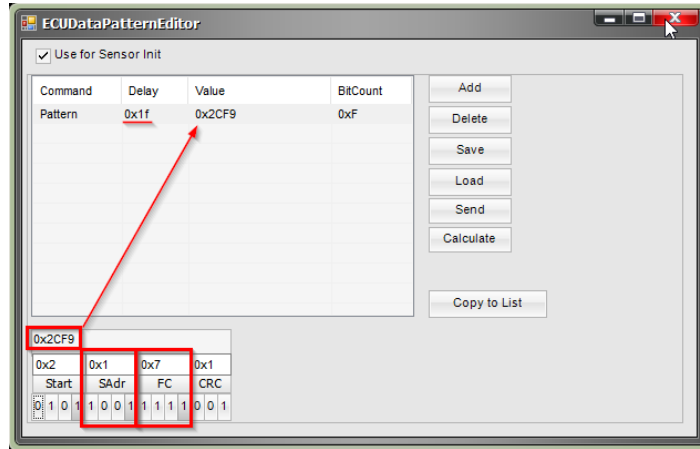 ECUDataPatternEditor
Use for Sensor Init
Command Delay Value BitCount
Pattern 0x1f 0x2CF9 0xF
Add
Delete
Save
Load
Send
Calculate
Copy to List
0x2CF9
0x2 0x1 0x7 0x1
Start SAdr FC CRC
0 1 0 1 1 0 0 1 1 1 1 1 0 0 1